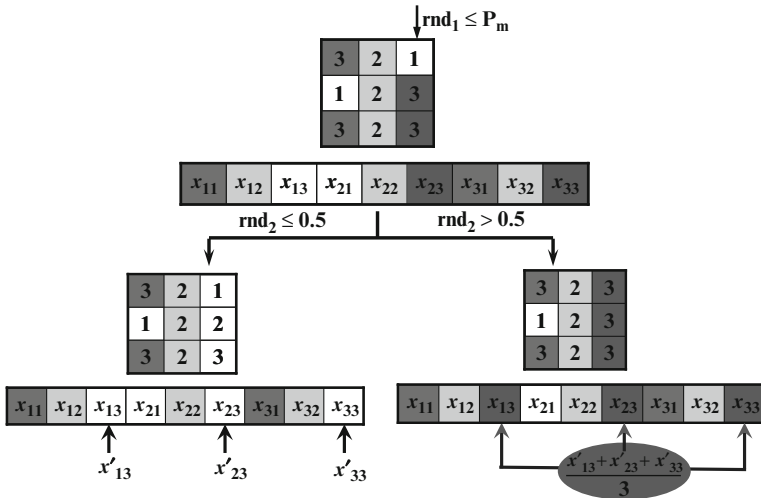 rnd₁ ≤ Pₘ
3 2 1
1 2 3
3 2 3
x₁₁ x₁₂ x₁₃ x₂₁ x₂₂ x₂₃ x₃₁ x₃₂ x₃₃
rnd₂ ≤ 0.5 rnd₂ > 0.5
3 2 1
1 2 2
3 2 3
3 2 3
1 2 3
3 2 3
x₁₁ x₁₂ x₁₃ x₂₁ x₂₂ x₂₃ x₃₁ x₃₂ x₃₃
x₁₁ x₁₂ x₁₃ x₂₁ x₂₂ x₂₃ x₃₁ x₃₂ x₃₃
x'₁₃ x'₂₃ x'₃₃
x'₁₃ + x'₂₃ + x'₃₃
3